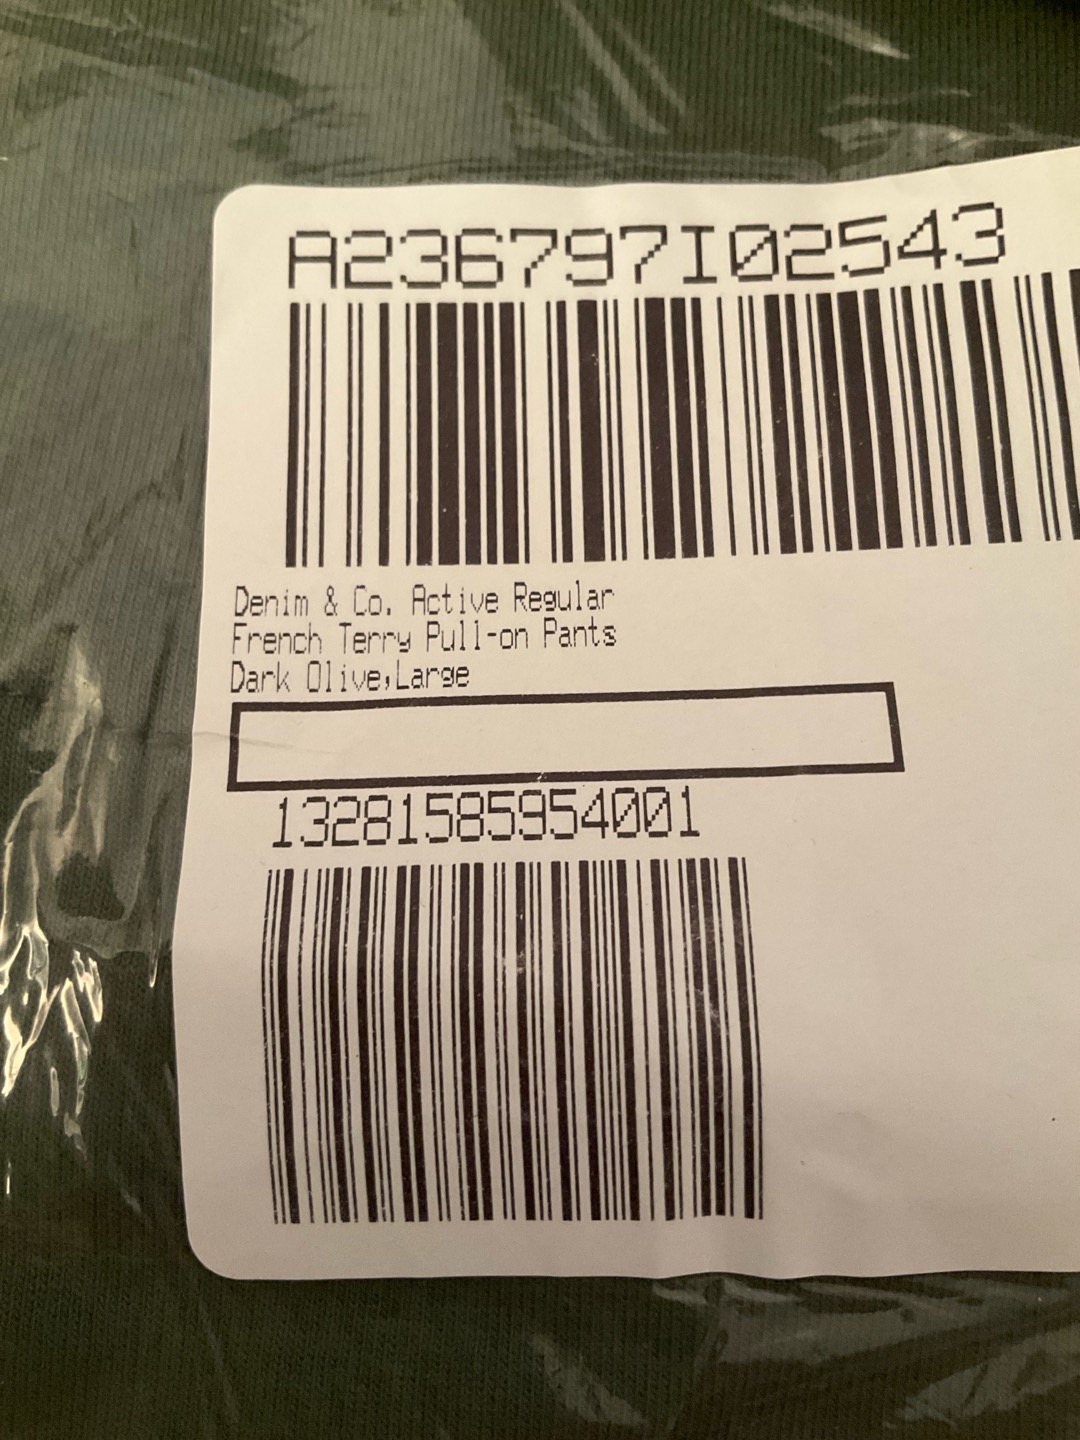 A236797I02543
Denim & Co. Active Regular
French Terry Pull-on Pants
Dark Olive,Large
13281585954001